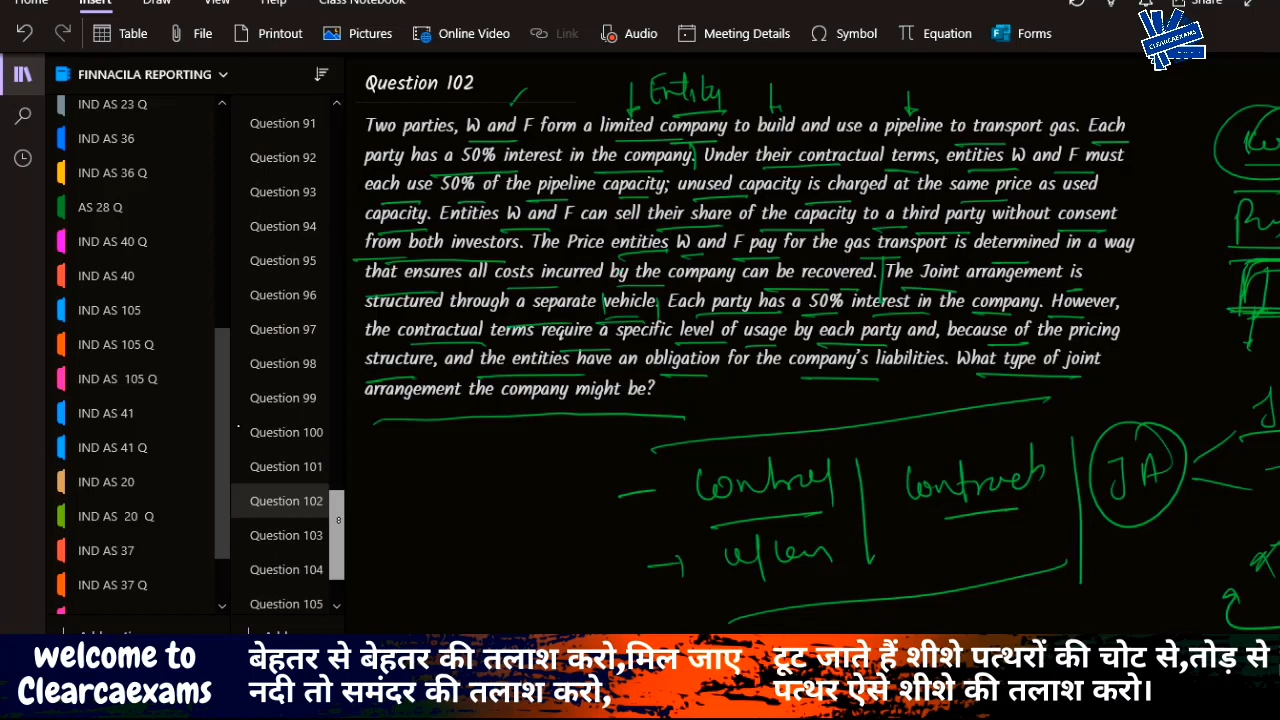 Home Insert Draw View Help Class Notebook Share
Table File Printout Pictures Online Video Link Audio Meeting Details Symbol Equation Forms
CLEARCAEXAMS
FINNACILA REPORTING
IND AS 23 Q
IND AS 36
IND AS 36 Q
AS 28 Q
IND AS 40 Q
IND AS 40
IND AS 105
IND AS 105 Q
IND AS  105 Q
IND AS 41
IND AS 41 Q
IND AS 20
IND AS  20  Q
IND AS 37
IND AS 37 Q
Question 91
Question 92
Question 93
Question 94
Question 95
Question 96
Question 97
Question 98
Question 99
Question 100
Question 101
Question 102
Question 103
Question 104
Question 105
Question 102
Entity
Two parties, W and F form a limited company to build and use a pipeline to transport gas. Each
party has a 50% interest in the company. Under their contractual terms, entities W and F must
each use 50% of the pipeline capacity; unused capacity is charged at the same price as used
capacity. Entities W and F can sell their share of the capacity to a third party without consent
from both investors. The Price entities W and F pay for the gas transport is determined in a way
that ensures all costs incurred by the company can be recovered. The Joint arrangement is
structured through a separate vehicle. Each party has a 50% interest in the company. However,
the contractual terms require a specific level of usage by each party and, because of the pricing
structure, and the entities have an obligation for the company's liabilities. What type of joint
arrangement the company might be?
JA
welcome to
Clearcaexams
बेहतर से बेहतर की तलाश करो,मिल जाए
नदी तो समंदर की तलाश करो,
टूट जाते हैं शीशे पत्थरों की चोट से,तोड़ से
पत्थर ऐसे शीशे की तलाश करो।